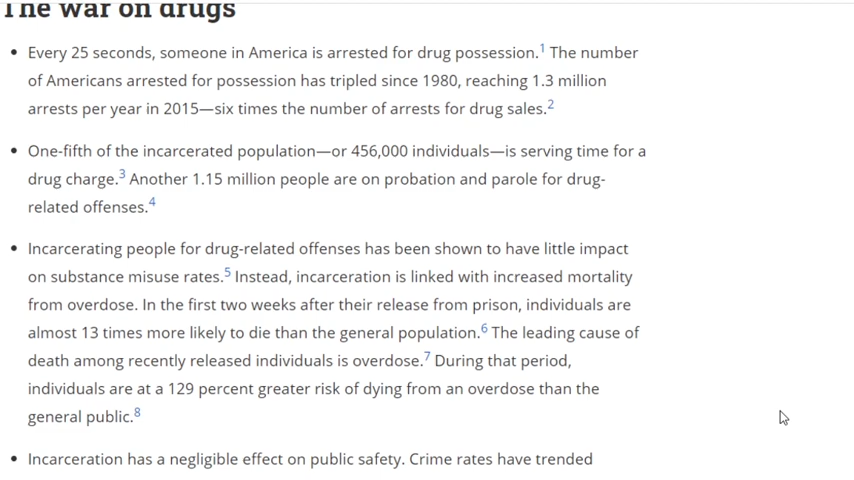 The war on drugs
• Every 25 seconds, someone in America is arrested for drug possession.1 The number
of Americans arrested for possession has tripled since 1980, reaching 1.3 million
arrests per year in 2015—six times the number of arrests for drug sales.2
• One-fifth of the incarcerated population—or 456,000 individuals—is serving time for a
drug charge.3 Another 1.15 million people are on probation and parole for drug-
related offenses.4
• Incarcerating people for drug-related offenses has been shown to have little impact
on substance misuse rates.5 Instead, incarceration is linked with increased mortality
from overdose. In the first two weeks after their release from prison, individuals are
almost 13 times more likely to die than the general population.6 The leading cause of
death among recently released individuals is overdose.7 During that period,
individuals are at a 129 percent greater risk of dying from an overdose than the
general public.8
• Incarceration has a negligible effect on public safety. Crime rates have trended